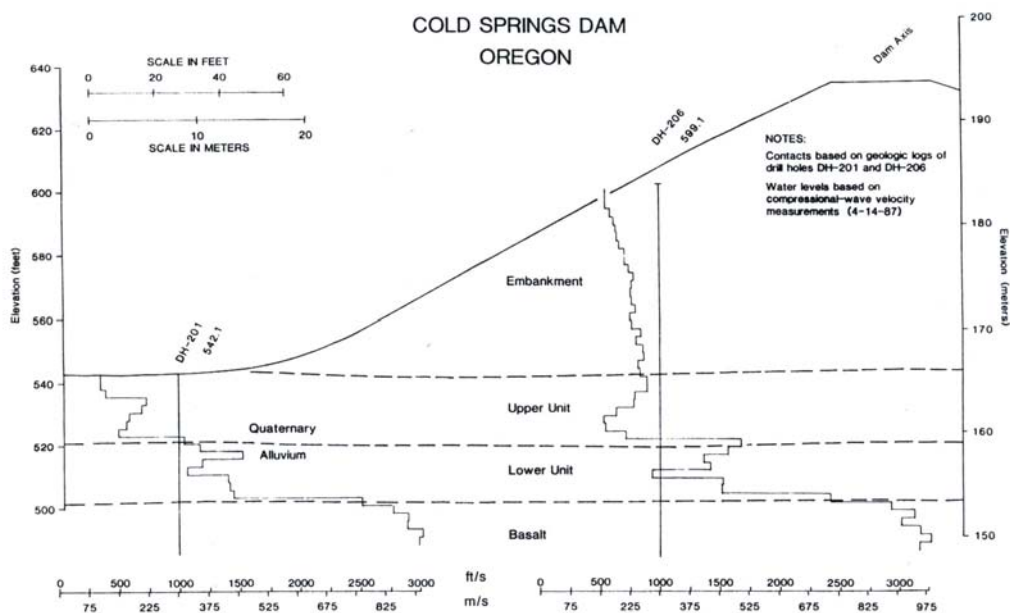 COLD SPRINGS DAM
OREGON
SCALE IN FEET
0 20 40 60
0 10 20
SCALE IN METERS
Elevation (feet)
640
620
600
580
560
540
520
500
200
190
180
170
160
150
Elevation (meters)
Dam Axis
DH-206
599.1
DH-201
542.1
NOTES:
Contacts based on geologic logs of
drill holes DH-201 and DH-206
Water levels based on
compressional-wave velocity
measurements (4-14-87)
Embankment
Upper Unit
Quaternary
Alluvium
Lower Unit
Basalt
0 500 1000 1500 2000 2500 3000 ft/s 0 500 1000 1500 2000 2500 3000
75 225 375 525 675 825 m/s 75 225 375 525 675 825 975